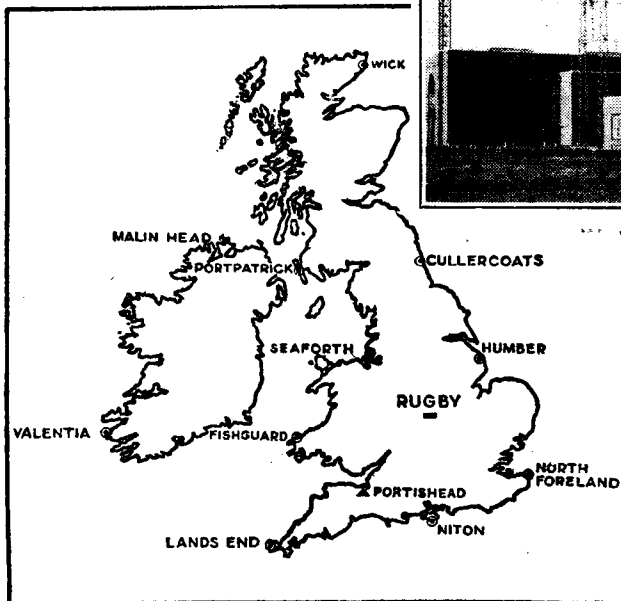 WICK
MALIN HEAD
PORTPATRICK
CULLERCOATS
SEAFORTH
HUMBER
RUGBY
VALENTIA
FISHGUARD
NORTH
FORELAND
PORTISHEAD
NITON
LANDS END